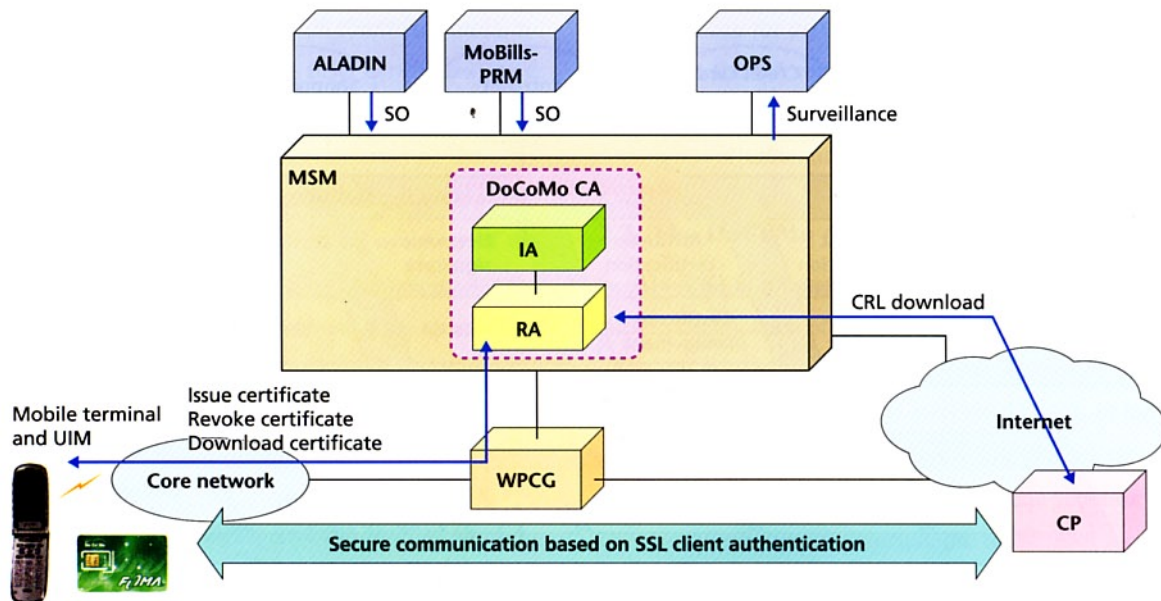 ALADIN
MoBills-
PRM
OPS
SO
SO
Surveillance
MSM
DoCoMo CA
IA
RA
CRL download
Issue certificate
Revoke certificate
Download certificate
Mobile terminal
and UIM
Internet
Core network
WPCG
CP
Secure communication based on SSL client authentication
FOMA